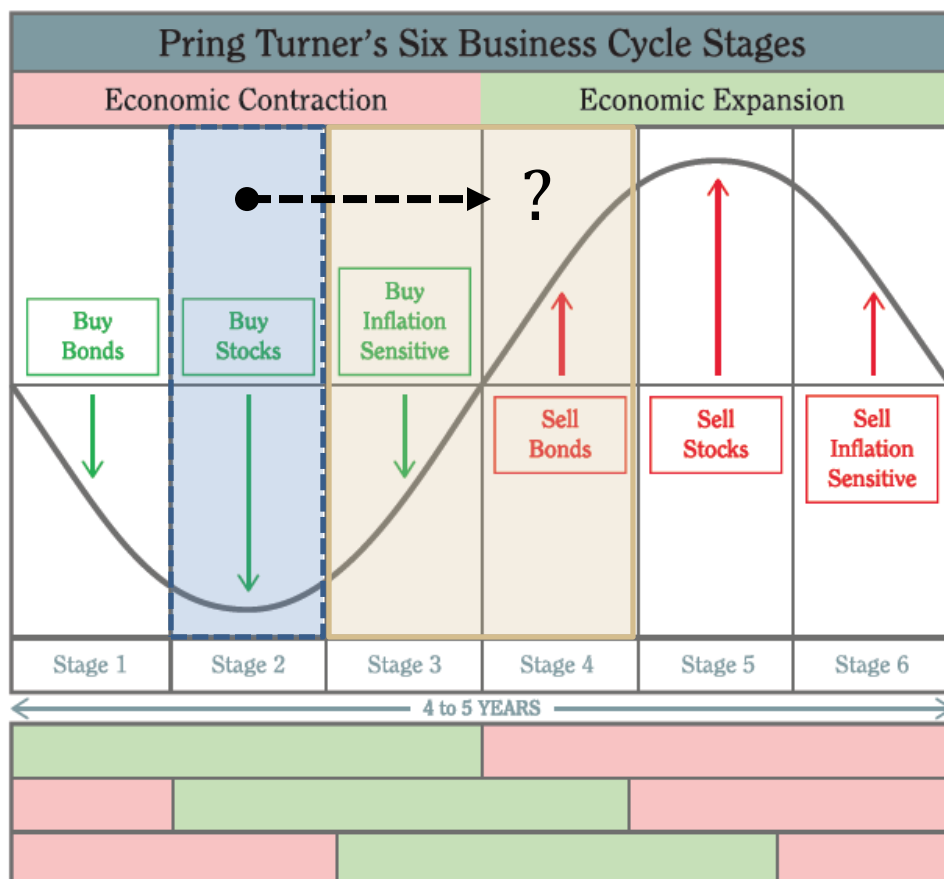 Pring Turner's Six Business Cycle Stages
Economic Contraction
Economic Expansion
?
Buy
Bonds
Buy
Stocks
Buy
Inflation
Sensitive
Sell
Bonds
Sell
Stocks
Sell
Inflation
Sensitive
Stage 1
Stage 2
Stage 3
Stage 4
Stage 5
Stage 6
4 to 5 YEARS